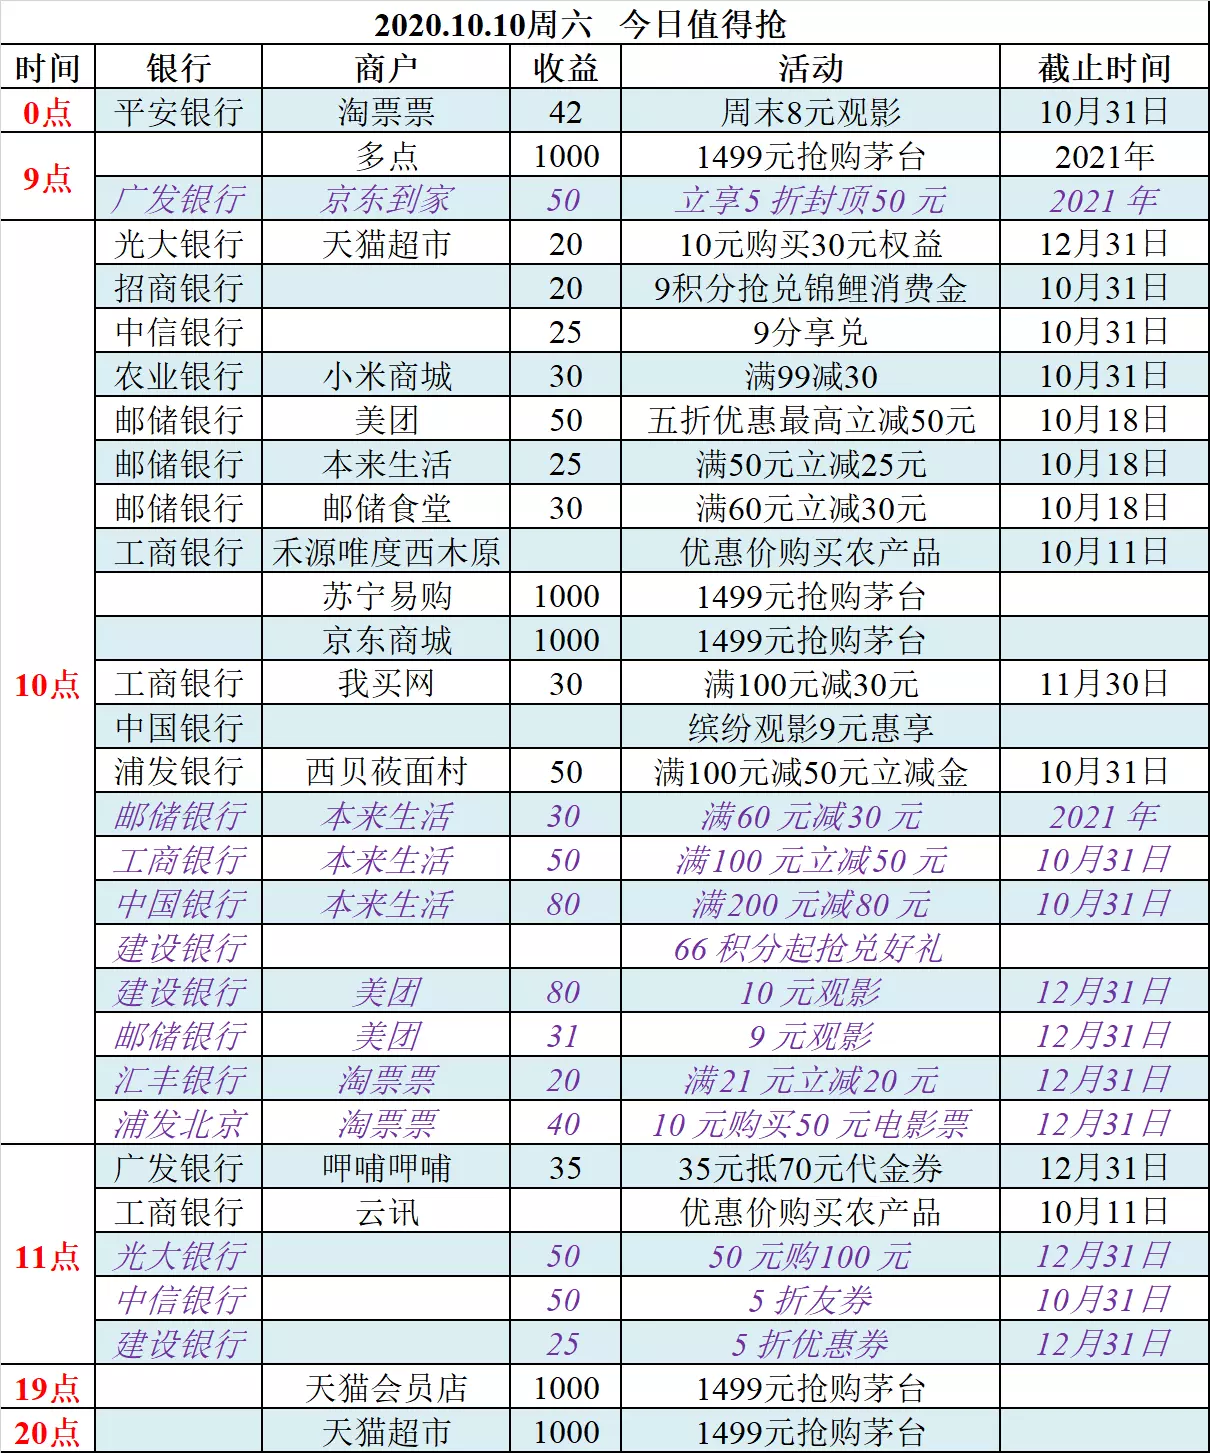 2020.10.10周六 今日值得抢
时间 银行 商户 收益 活动 截止时间
0点 平安银行 淘票票 42 周末8元观影 10月31日
9点 多点 1000 1499元抢购茅台 2021年
广发银行 京东到家 50 立享5 折封顶50 元 2021 年
10点 光大银行 天猫超市 20 10元购买30元权益 12月31日
招商银行 20 9积分抢兑锦鲤消费金 10月31日
中信银行 25 9分享兑 10月31日
农业银行 小米商城 30 满99减30 10月31日
邮储银行 美团 50 五折优惠最高立减50元 10月18日
邮储银行 本来生活 25 满50元立减25元 10月18日
邮储银行 邮储食堂 30 满60元立减30元 10月18日
工商银行 禾源唯度西木原 优惠价购买农产品 10月11日
苏宁易购 1000 1499元抢购茅台
京东商城 1000 1499元抢购茅台
工商银行 我买网 30 满100元减30元 11月30日
中国银行 缤纷观影9元惠享
浦发银行 西贝莜面村 50 满100元减50元立减金 10月31日
邮储银行 本来生活 30 满60 元减30 元 2021 年
工商银行 本来生活 50 满100 元立减50 元 10月31日
中国银行 本来生活 80 满200 元减80 元 10月31日
建设银行 66 积分起抢兑好礼
建设银行 美团 80 10 元观影 12月31日
邮储银行 美团 31 9 元观影 12月31日
汇丰银行 淘票票 20 满21 元立减20 元 12月31日
浦发北京 淘票票 40 10 元购买50 元电影票 12月31日
11点 广发银行 呷哺呷哺 35 35元抵70元代金券 12月31日
工商银行 云讯 优惠价购买农产品 10月11日
光大银行 50 50 元购100 元 12月31日
中信银行 50 5 折友券 10月31日
建设银行 25 5 折优惠券 12月31日
19点 天猫会员店 1000 1499元抢购茅台
20点 天猫超市 1000 1499元抢购茅台